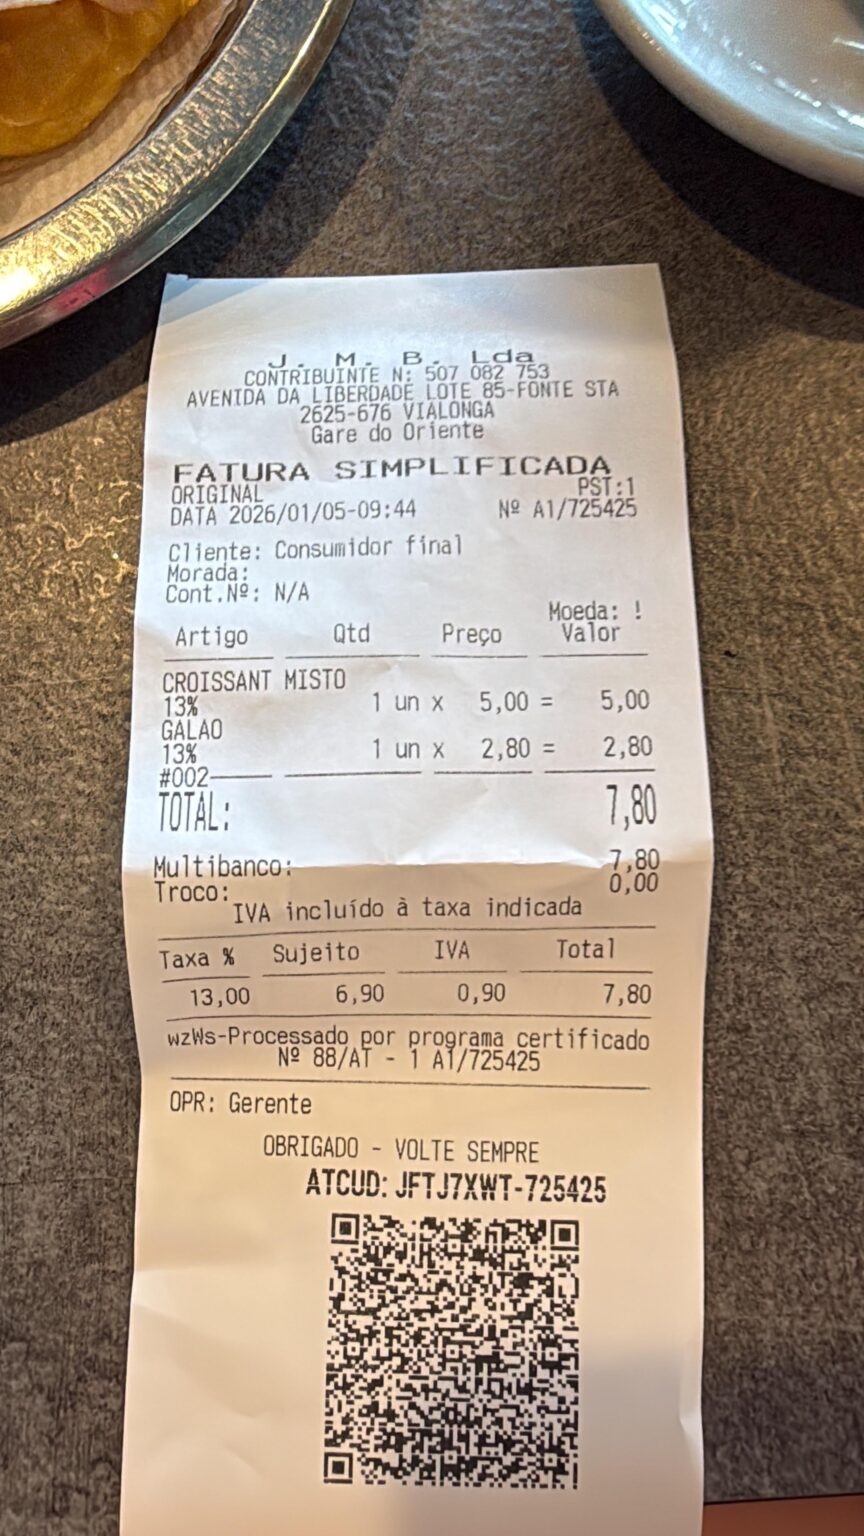 J. M. B. Lda
CONTRIBUINTE N: 507 082 753
AVENIDA DA LIBERDADE LOTE 85-FONTE STA
2625-676 VIALONGA
Gare do Oriente
FATURA SIMPLIFICADA
ORIGINAL PST:1
DATA 2026/01/05-09:44 Nº A1/725425
Cliente: Consumidor final
Morada:
Cont.Nº: N/A
Moeda: !
Artigo Qtd Preço Valor
CROISSANT MISTO
13% 1 un x 5,00 = 5,00
GALAO
13% 1 un x 2,80 = 2,80
#002
TOTAL: 7,80
Multibanco: 7,80
Troco: 0,00
IVA incluído à taxa indicada
Taxa % Sujeito IVA Total
13,00 6,90 0,90 7,80
wzWs-Processado por programa certificado
Nº 88/AT - 1 A1/725425
OPR: Gerente
OBRIGADO - VOLTE SEMPRE
ATCUD: JFTJ7XWT-725425